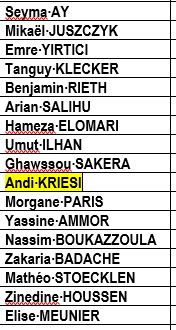 Seyma AY
Mikaël JUSZCZYK
Emre YIRTICI
Tanguy KLECKER
Benjamin RIETH
Arian SALIHU
Hameza ELOMARI
Umut ILHAN
Ghawssou SAKERA
Andi KRIESI
Morgane PARIS
Yassine AMMOR
Nassim BOUKAZZOULA
Zakaria BADACHE
Mathéo STOECKLEN
Zinedine HOUSSEN
Elise MEUNIER